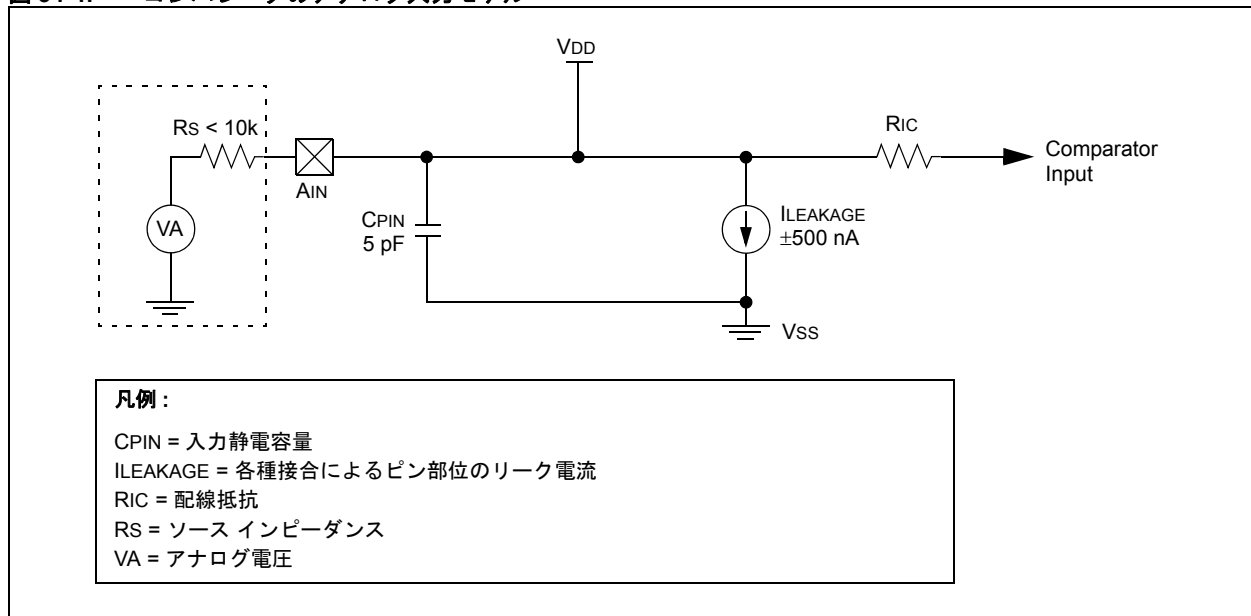 VDD
RS < 10k
RIC
Comparator
Input
AIN
VA
CPIN
5 pF
ILEAKAGE
±500 nA
VSS
凡例 :
CPIN = 入力静電容量
ILEAKAGE = 各種接合によるピン部位のリーク電流
RIC = 配線抵抗
RS = ソース インピーダンス
VA = アナログ電圧